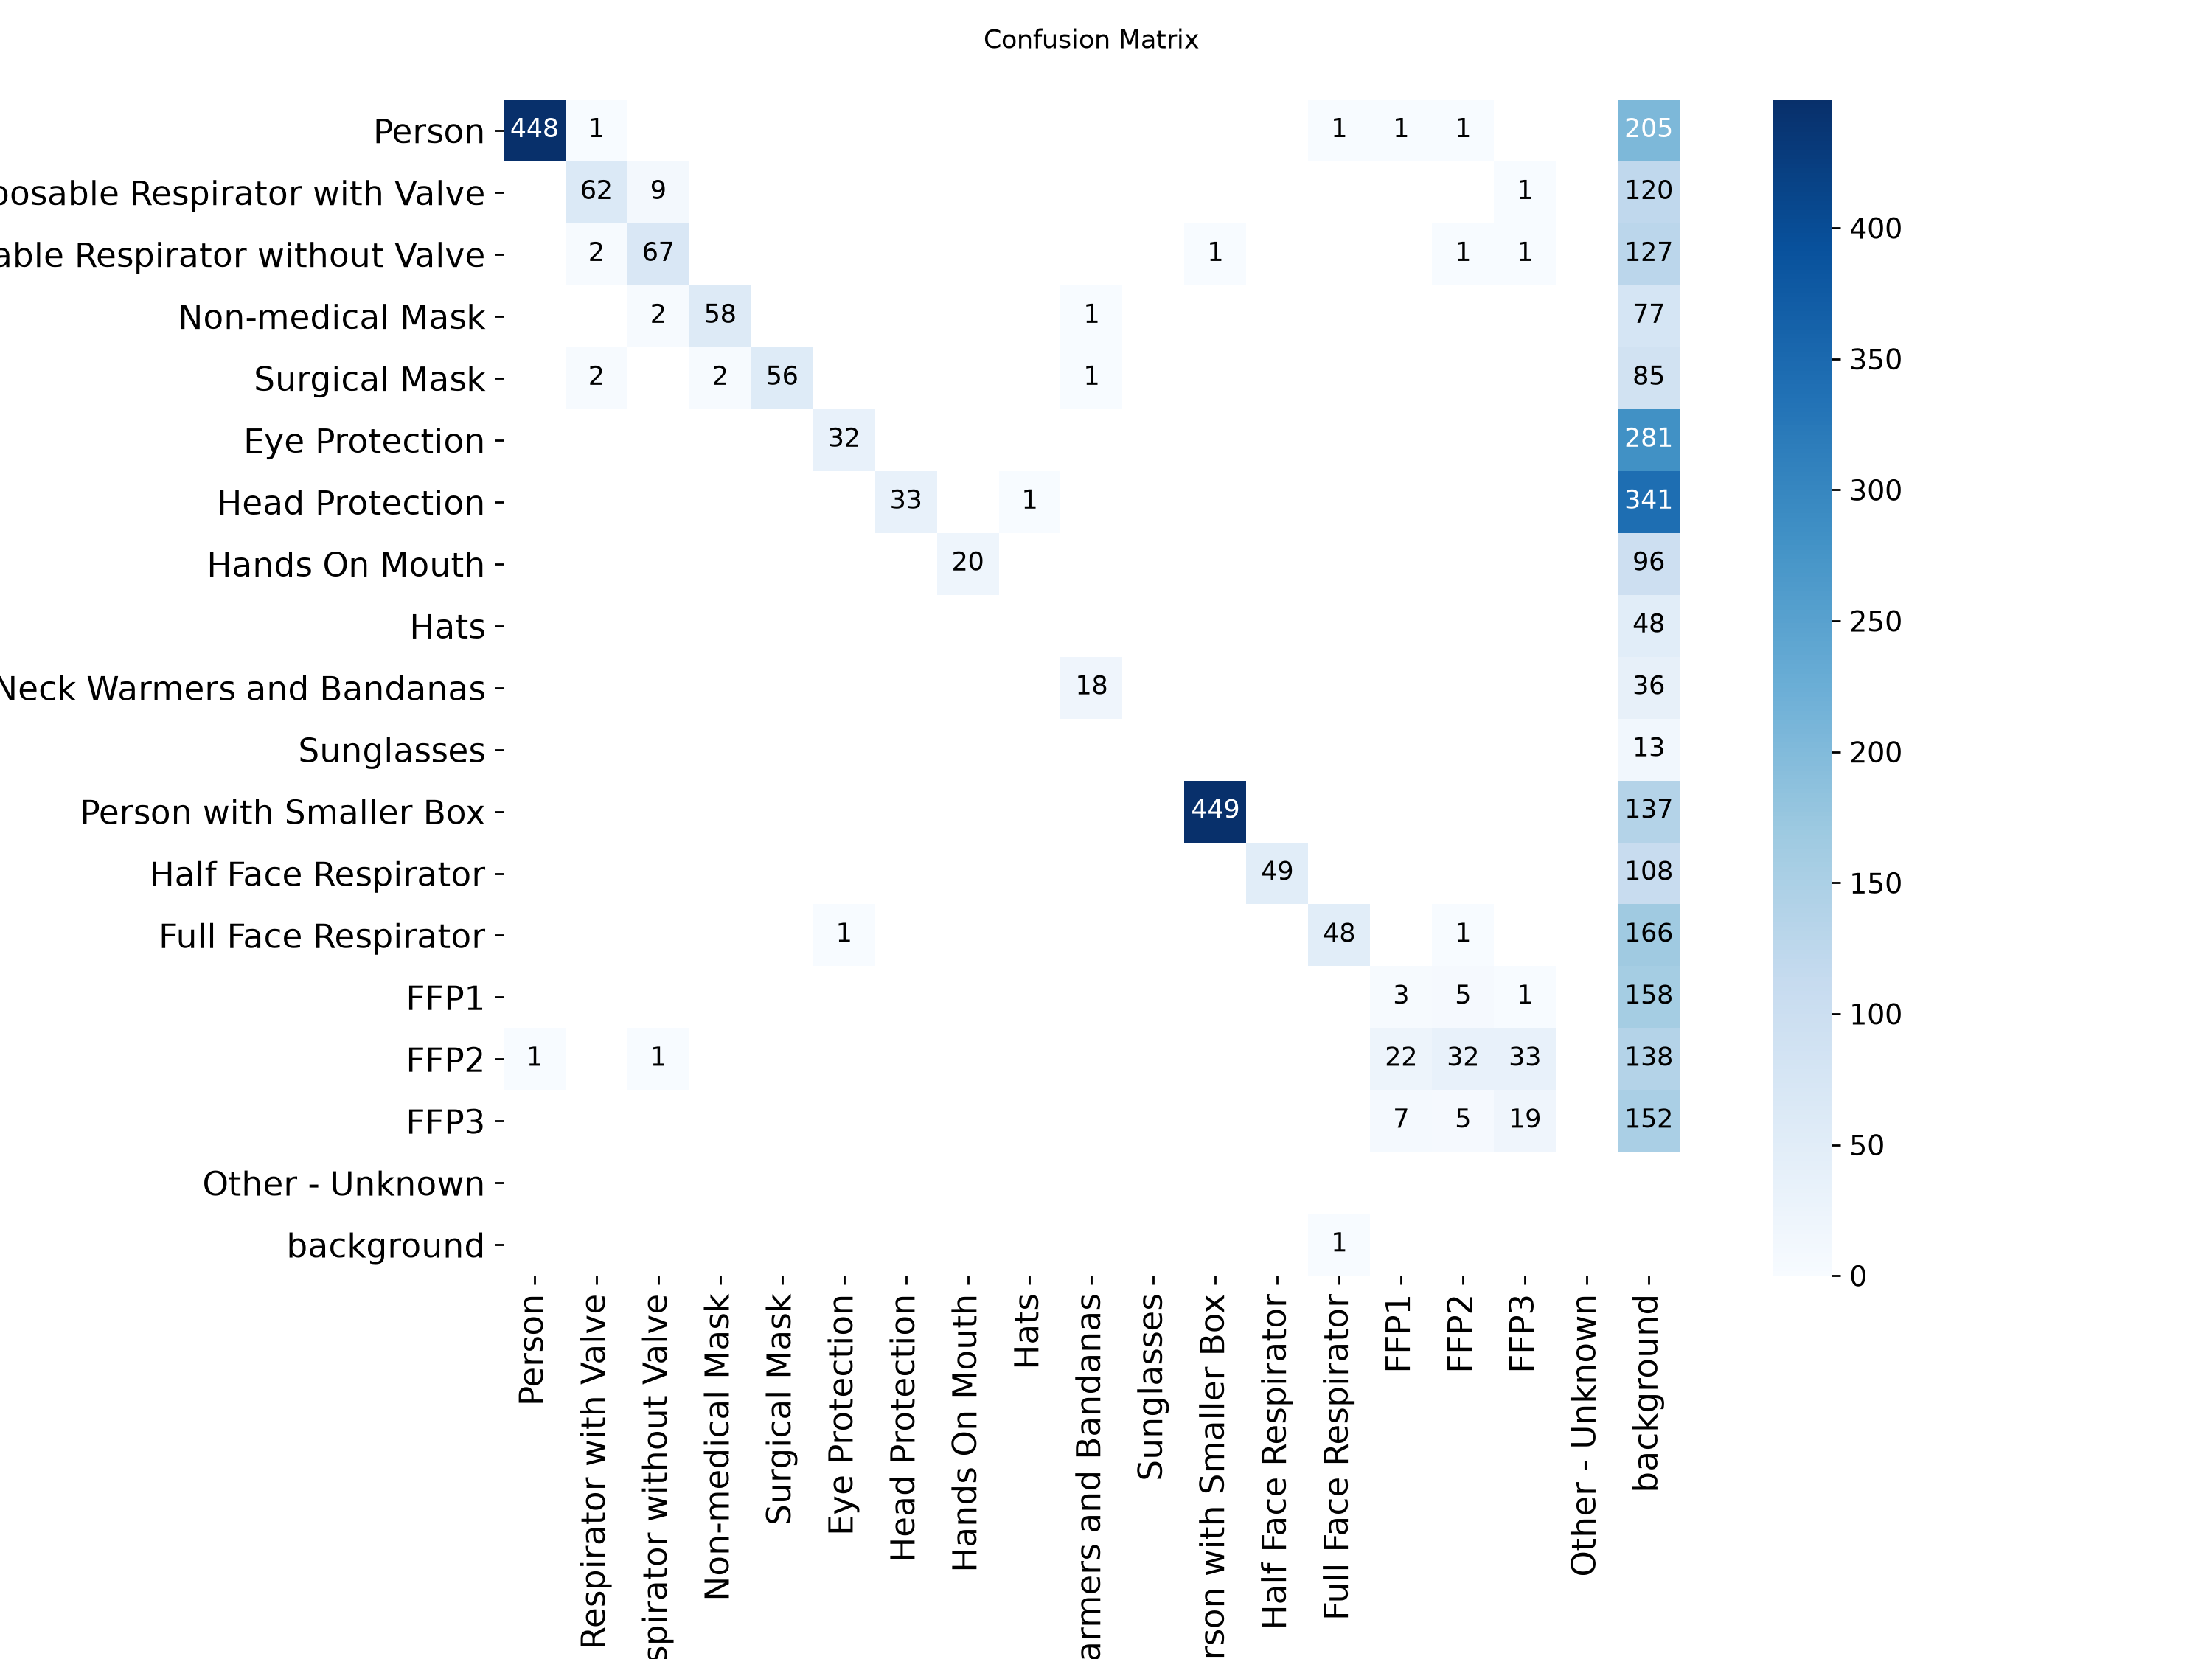 Confusion Matrix
Person 448 1 1 1 1 205
posable Respirator with Valve 62 9 1 120
able Respirator without Valve 2 67 1 1 1 127
Non-medical Mask 2 58 1 77
Surgical Mask 2 2 56 1 85
Eye Protection 32 281
Head Protection 33 1 341
Hands On Mouth 20 96
Hats 48
Neck Warmers and Bandanas 18 36
Sunglasses 13
Person with Smaller Box 449 137
Half Face Respirator 49 108
Full Face Respirator 1 48 1 166
FFP1 3 5 1 158
FFP2 1 1 22 32 33 138
FFP3 7 5 19 152
Other - Unknown
background 1
Person
Respirator with Valve
spirator without Valve
Non-medical Mask
Surgical Mask
Eye Protection
Head Protection
Hands On Mouth
Hats
armers and Bandanas
Sunglasses
rson with Smaller Box
Half Face Respirator
Full Face Respirator
FFP1
FFP2
FFP3
Other - Unknown
background
400
350
300
250
200
150
100
50
0